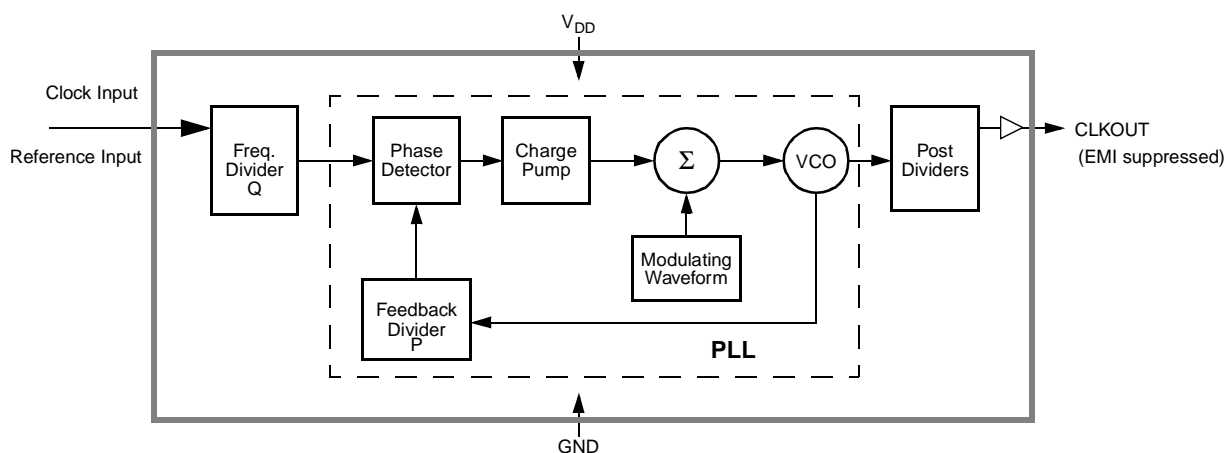 V_DD
Clock Input
Reference Input
Freq.
Divider
Q
Phase
Detector
Charge
Pump
Σ
VCO
Post
Dividers
CLKOUT
(EMI suppressed)
Modulating
Waveform
Feedback
Divider
P
PLL
GND